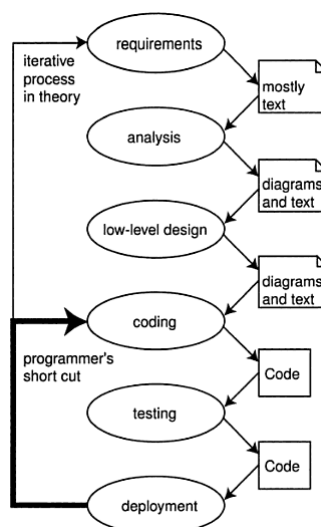 requirements
iterative
process
in theory
mostly
text
analysis
diagrams
and text
low-level design
diagrams
and text
coding
programmer's
short cut
Code
testing
Code
deployment